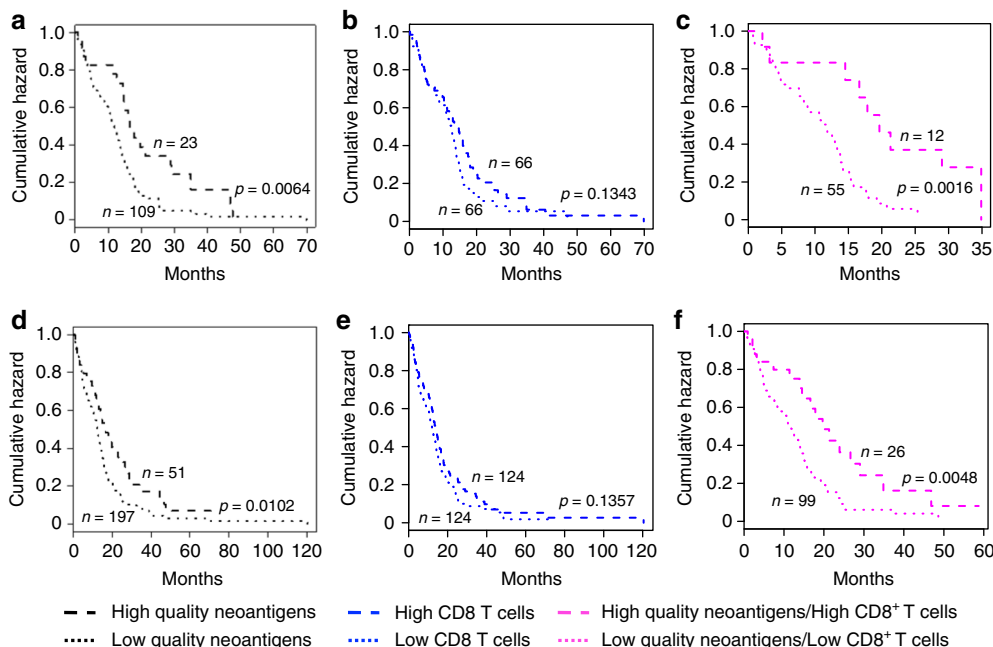 a
Cumulative hazard
1.0
0.8
0.6
0.4
0.2
0
n = 23
n = 109
p = 0.0064
0 10 20 30 40 50 60 70
Months
b
Cumulative hazard
1.0
0.8
0.6
0.4
0.2
0
n = 66
n = 66
p = 0.1343
0 10 20 30 40 50 60 70
Months
c
Cumulative hazard
1.0
0.8
0.6
0.4
0.2
0
n = 12
n = 55
p = 0.0016
0 5 10 15 20 25 30 35
Months
d
Cumulative hazard
1.0
0.8
0.6
0.4
0.2
0
n = 51
n = 197
p = 0.0102
0 20 40 60 80 100 120
Months
e
Cumulative hazard
1.0
0.8
0.6
0.4
0.2
0
n = 124
n = 124
p = 0.1357
0 20 40 60 80 100 120
Months
f
Cumulative hazard
1.0
0.8
0.6
0.4
0.2
0
n = 26
n = 99
p = 0.0048
0 10 20 30 40 50 60
Months
High quality neoantigens
Low quality neoantigens
High CD8 T cells
Low CD8 T cells
High quality neoantigens/High CD8⁺ T cells
Low quality neoantigens/Low CD8⁺ T cells